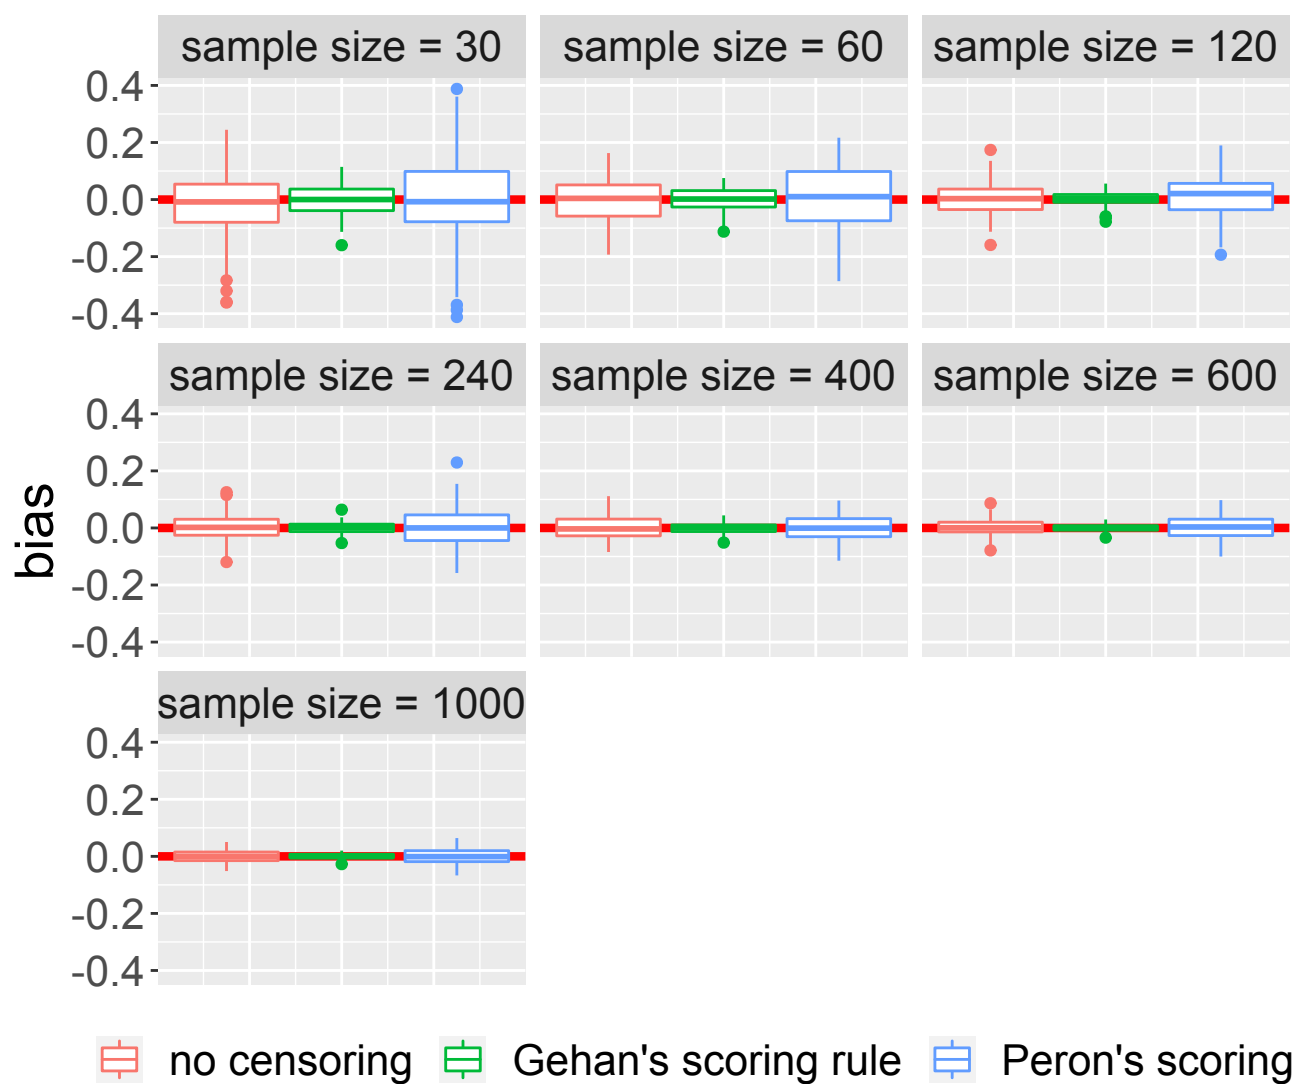 sample size = 30
sample size = 60
sample size = 120
0.4
0.2
0.0
-0.2
-0.4
sample size = 240
sample size = 400
sample size = 600
0.4
0.2
0.0
-0.2
-0.4
bias
sample size = 1000
0.4
0.2
0.0
-0.2
-0.4
no censoring Gehan's scoring rule Peron's scoring